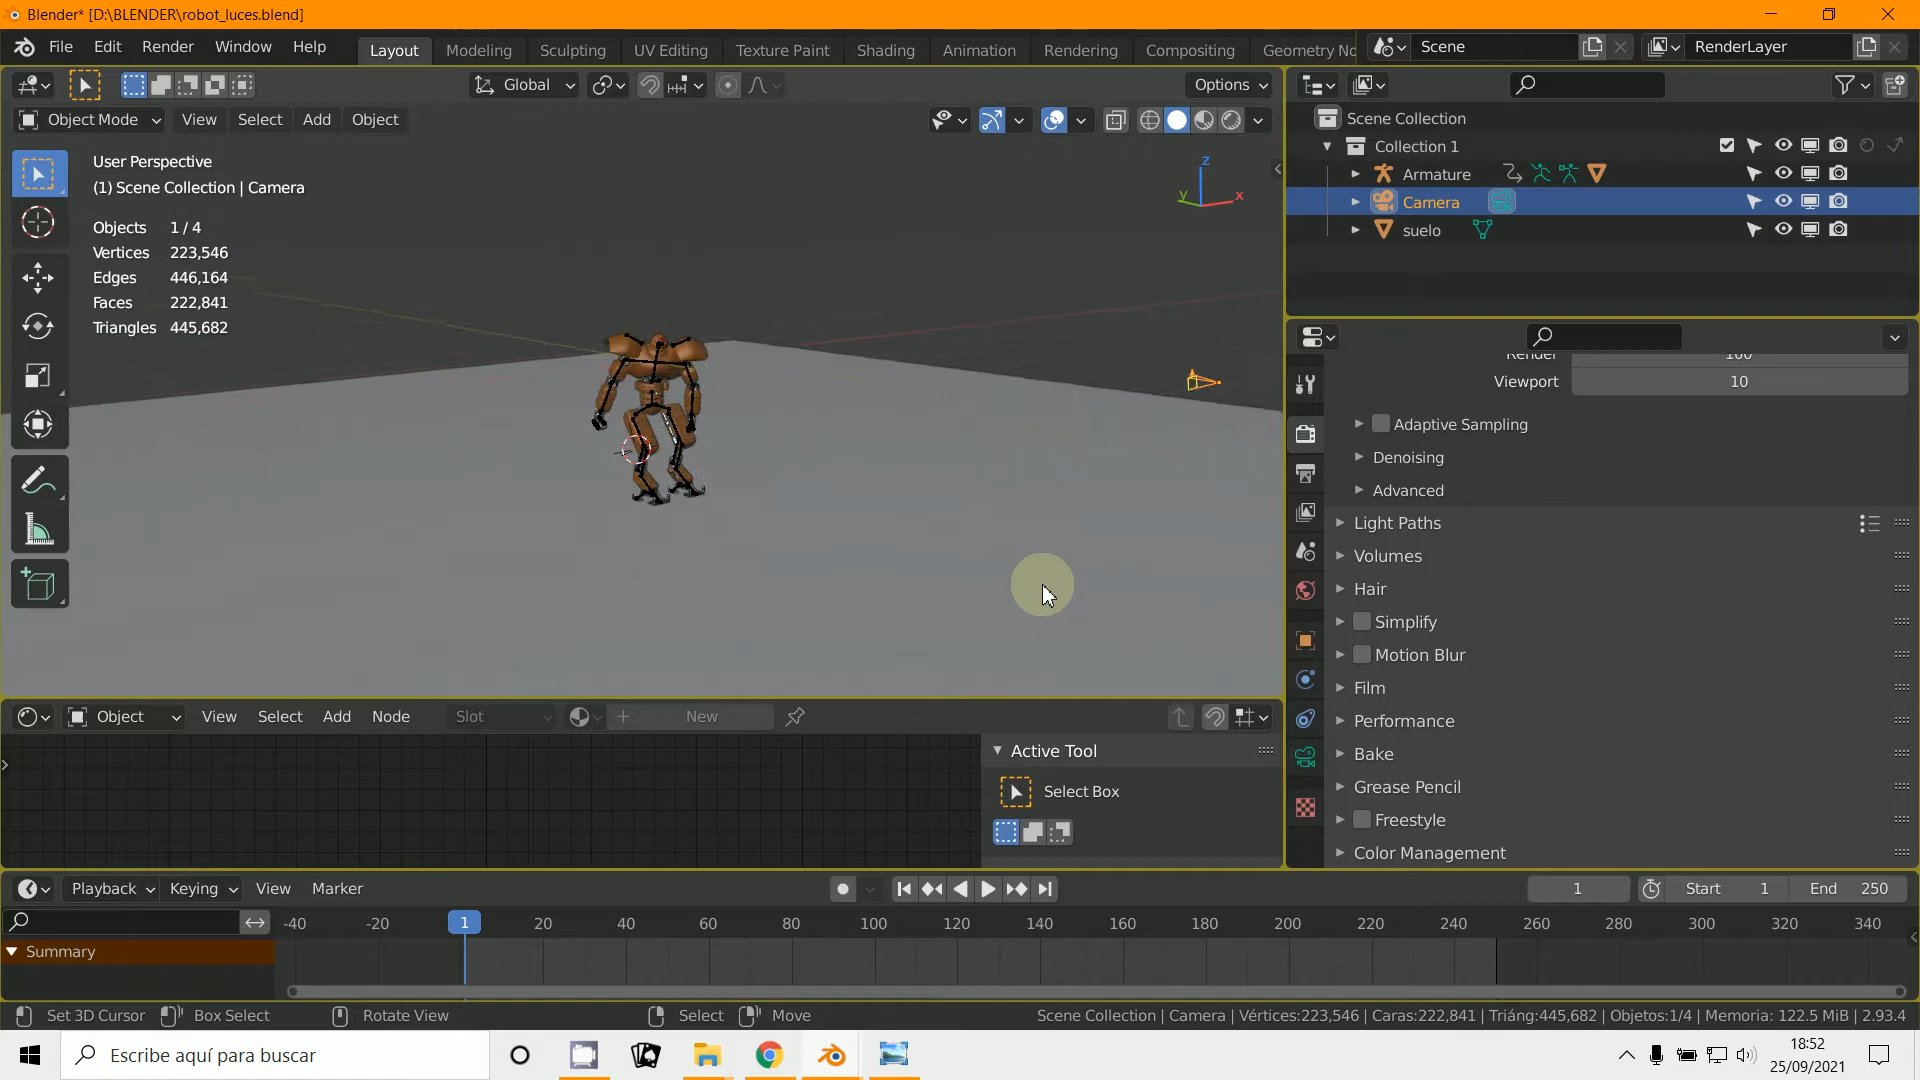 Blender* [D:\BLENDER\robot_luces.blend]
File Edit Render Window Help Layout Modeling Sculpting UV Editing Texture Paint Shading Animation Rendering Compositing Geometry No Scene RenderLayer
Global Options
Object Mode View Select Add Object
User Perspective
(1) Scene Collection | Camera
Objects 1 / 4
Vertices 223,546
Edges 446,164
Faces 222,841
Triangles 445,682
z
y
x
Scene Collection
Collection 1
Armature
Camera
suelo
Render 100
Viewport 10
Adaptive Sampling
Denoising
Advanced
Light Paths
Volumes
Hair
Simplify
Motion Blur
Film
Performance
Bake
Grease Pencil
Freestyle
Color Management
Object View Select Add Node Slot New
Active Tool
Select Box
Playback Keying View Marker 1 Start 1 End 250
-40 -20 1 20 40 60 80 100 120 140 160 180 200 220 240 260 280 300 320 340
Summary
Set 3D Cursor Box Select Rotate View Select Move Scene Collection | Camera | Vértices:223,546 | Caras:222,841 | Triáng:445,682 | Objetos:1/4 | Memoria: 122.5 MiB | 2.93.4
Escribe aquí para buscar
18:52
25/09/2021